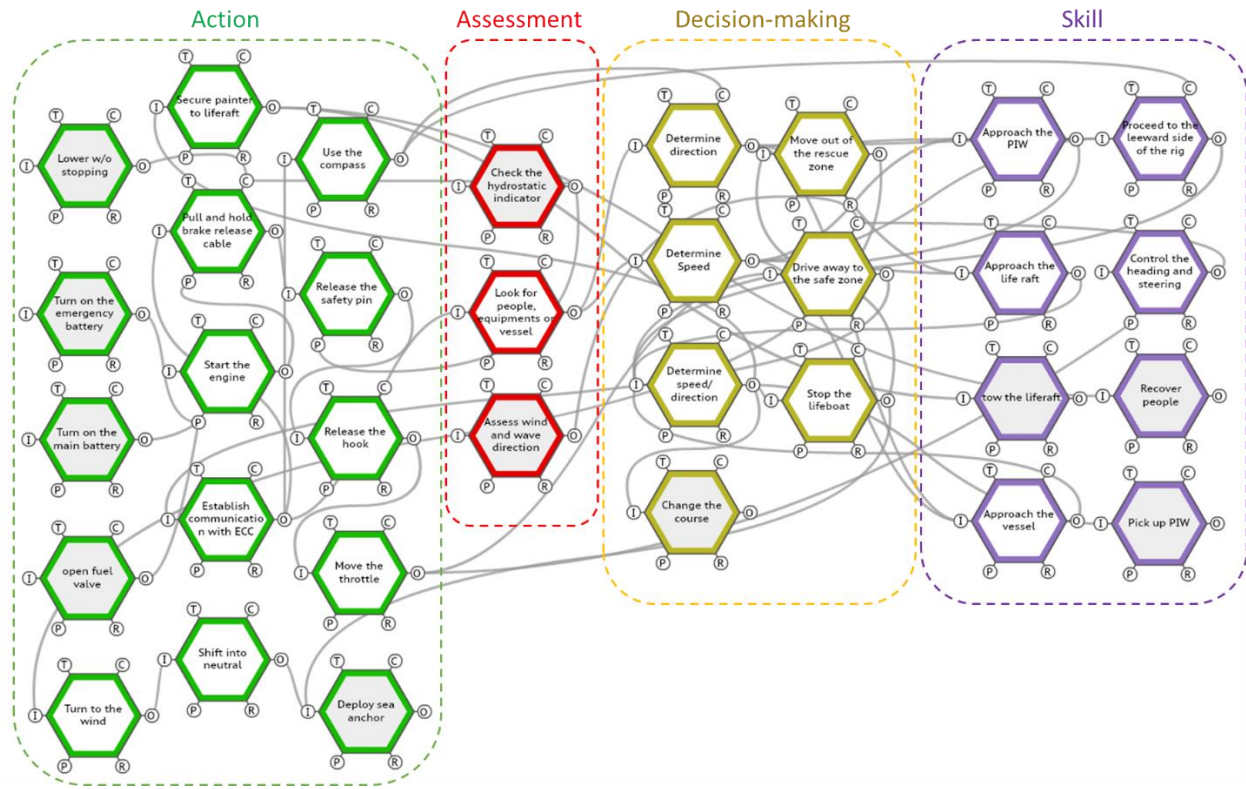 Action
Assessment
Decision-making
Skill
Secure painter
to liferaft
Lower w/o
stopping
Use the
compass
Pull and hold
brake release
cable
Release the
safety pin
Turn on the
emergency
battery
Start the
engine
Turn on the
main battery
Release the
hook
Establish
communicatio
n with ECC
open fuel
valve
Move the
throttle
Shift into
neutral
Turn to the
wind
Deploy sea
anchor
Check the
hydrostatic
indicator
Look for
people,
equipments or
vessel
Assess wind
and wave
direction
Determine
direction
Move out of
the rescue
zone
Determine
Speed
Drive away to
the safe zone
Determine
speed/
direction
Stop the
lifeboat
Change the
course
Approach the
PIW
Proceed to the
leeward side
of the rig
Approach the
life raft
Control the
heading and
steering
tow the liferaft
Recover
people
Approach the
vessel
Pick up PIW